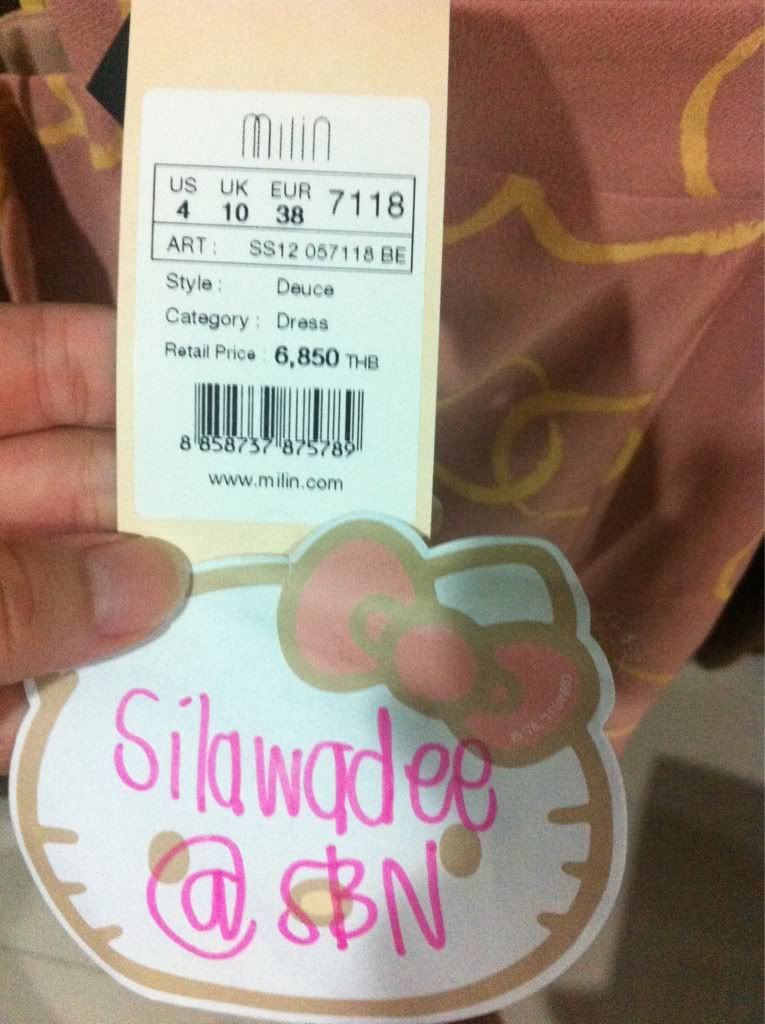 milin
US UK EUR 7118
4 10 38
ART : SS12 057118 BE
Style : Deuce
Category : Dress
Retail Price : 6,850 THB
8 858737 875789
www.milin.com
Silawadee
@SBN